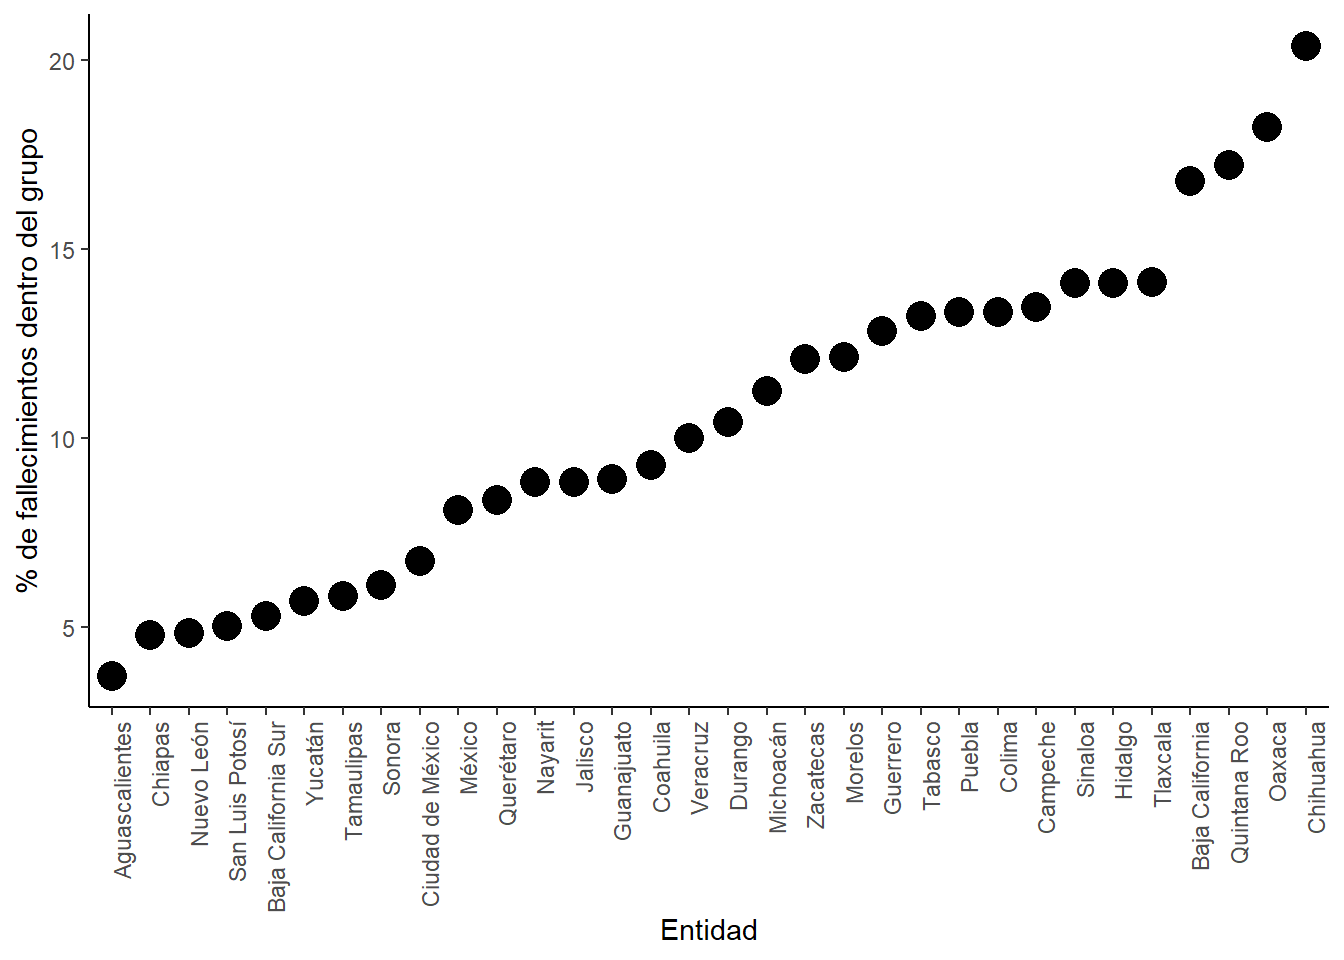 % de fallecimientos dentro del grupo
20
15
10
5
Aguascalientes
Chiapas
Nuevo León
San Luis Potosí
Baja California Sur
Yucatán
Tamaulipas
Sonora
Ciudad de México
México
Querétaro
Nayarit
Jalisco
Guanajuato
Coahuila
Veracruz
Durango
Michoacán
Zacatecas
Morelos
Guerrero
Tabasco
Puebla
Colima
Campeche
Sinaloa
Hidalgo
Tlaxcala
Baja California
Quintana Roo
Oaxaca
Chihuahua
Entidad